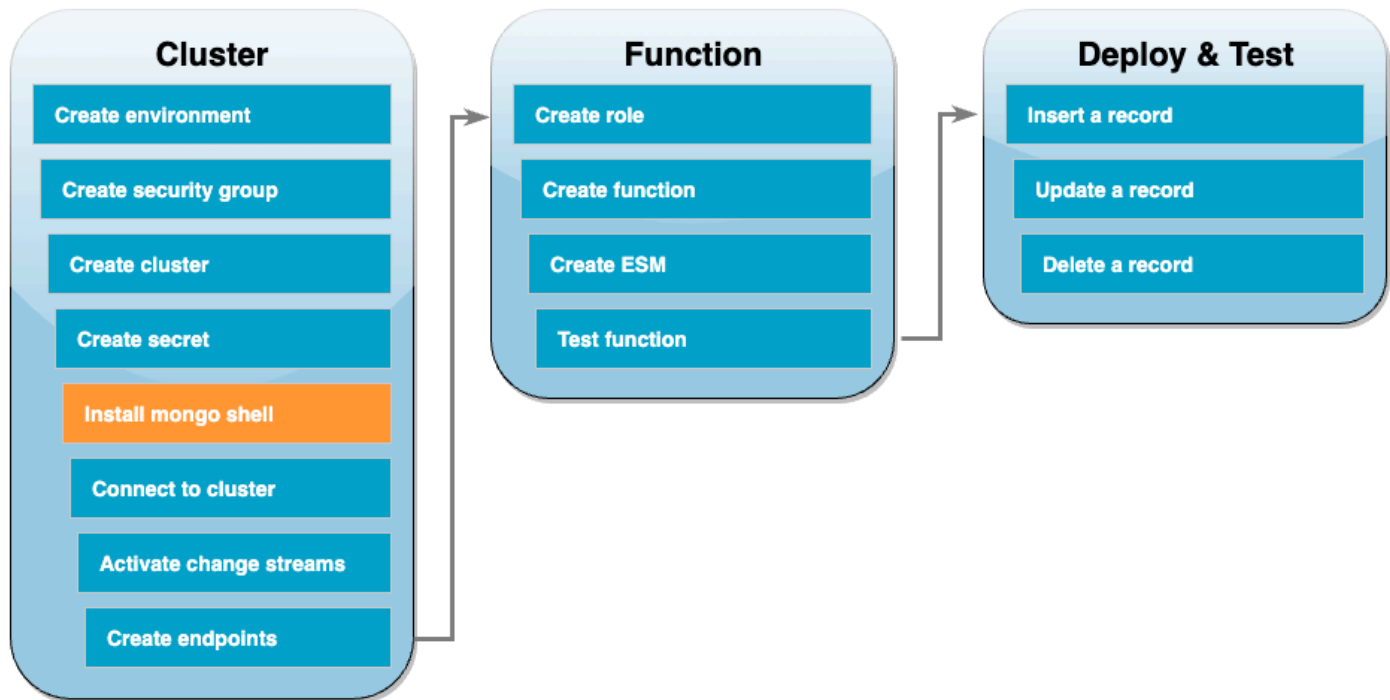 Cluster
Create environment
Create security group
Create cluster
Create secret
Install mongo shell
Connect to cluster
Activate change streams
Create endpoints
Function
Create role
Create function
Create ESM
Test function
Deploy & Test
Insert a record
Update a record
Delete a record